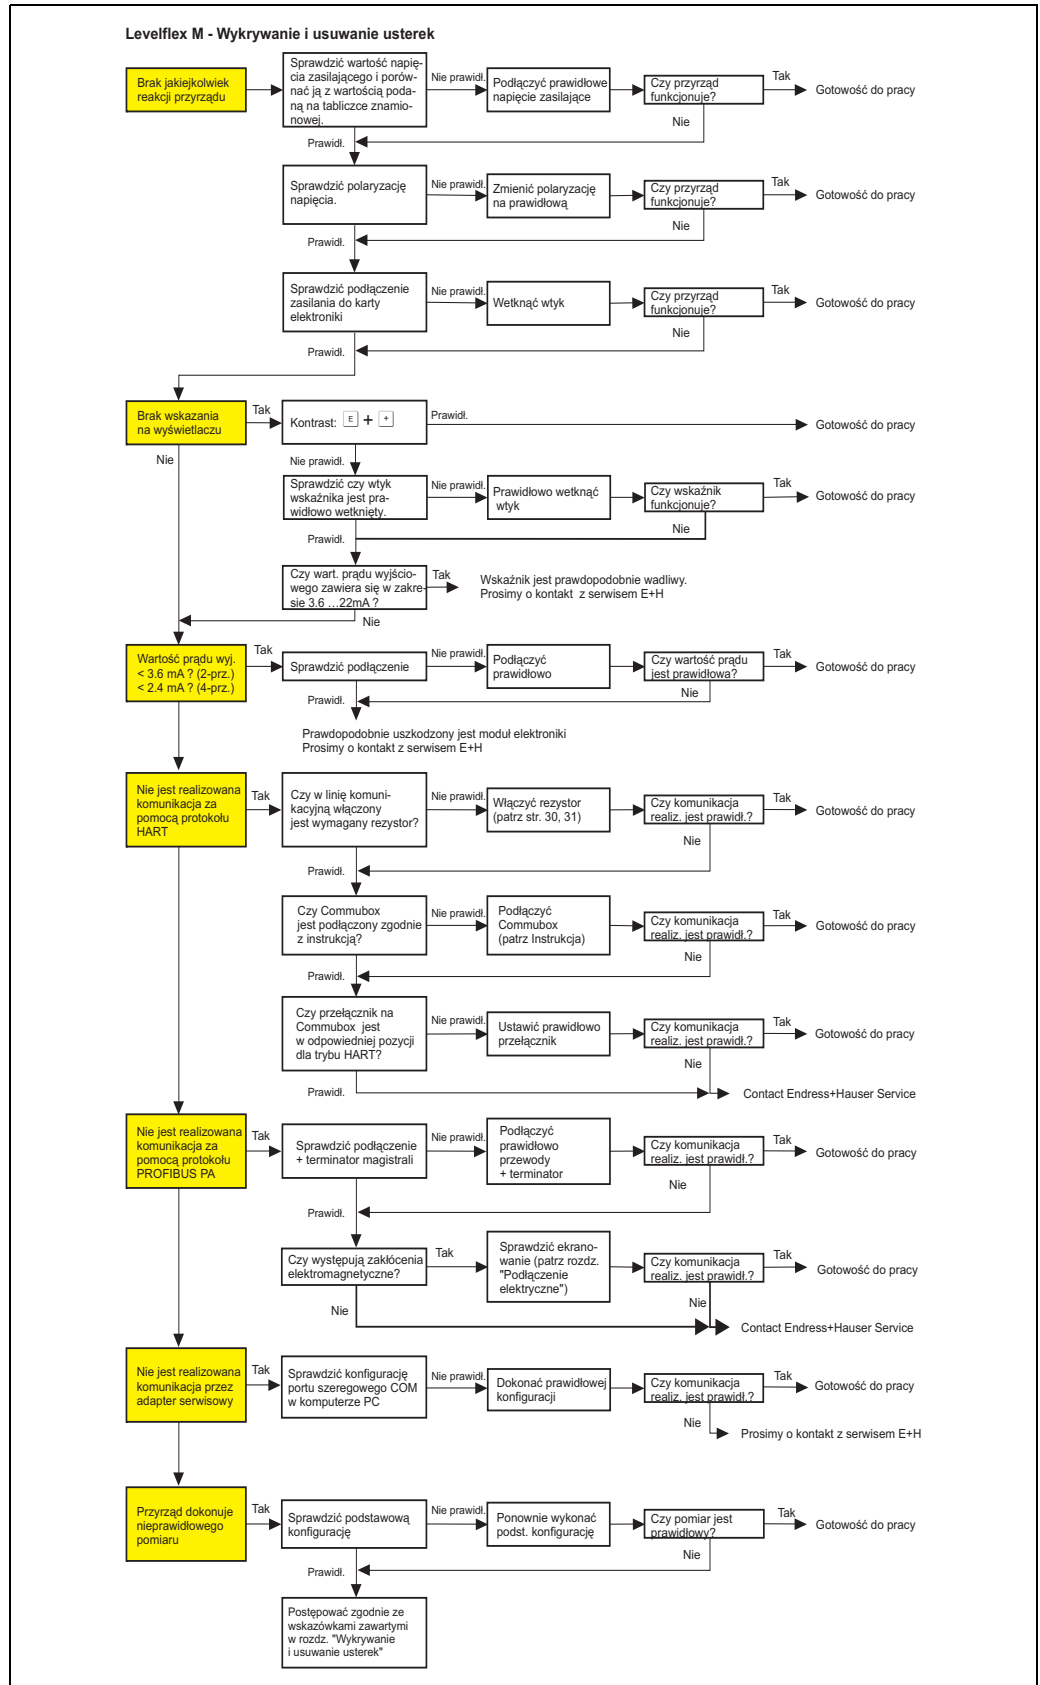 Levelflex M - Wykrywanie i usuwanie usterek
Brak jakiejkolwiek
reakcji przyrządu
Sprawdzić wartość napię-
cia zasilającego i porów-
nać ją z wartością poda-
ną na tabliczce znamio-
nowej.
Nie prawidł.
Podłączyć prawidłowe
napięcie zasilające
Czy przyrząd
funkcjonuje?
Tak
Gotowość do pracy
Nie
Prawidł.
Sprawdzić polaryzację
napięcia.
Nie prawidł.
Zmienić polaryzację
na prawidłową
Czy przyrząd
funkcjonuje?
Tak
Gotowość do pracy
Nie
Prawidł.
Sprawdzić podłączenie
zasilania do karty
elektroniki
Nie prawidł.
Wetknąć wtyk
Czy przyrząd
funkcjonuje?
Tak
Gotowość do pracy
Nie
Prawidł.
Brak wskazania
na wyświetlaczu
Tak
Kontrast: E + +
Prawidł.
Gotowość do pracy
Nie
Nie prawidł.
Sprawdzić czy wtyk
wskaźnika jest pra-
widłowo wetknięty.
Nie prawidł.
Prawidłowo wetknąć
wtyk
Czy wskaźnik
funkcjonuje?
Tak
Gotowość do pracy
Nie
Prawidł.
Czy wart. prądu wyjścio-
wego zawiera się w zakre-
sie 3.6 ...22mA ?
Tak
Wskaźnik jest prawdopodobnie wadliwy.
Prosimy o kontakt z serwisem E+H
Nie
Wartość prądu wyj.
< 3.6 mA ? (2-prz.)
< 2.4 mA ? (4-prz.)
Tak
Sprawdzić podłączenie
Nie prawidł.
Podłączyć
prawidłowo
Czy wartość prądu
jest prawidłowa?
Tak
Gotowość do pracy
Nie
Prawidł.
Prawdopodobnie uszkodzony jest moduł elektroniki
Prosimy o kontakt z serwisem E+H
Nie jest realizowana
komunikacja za
pomocą protokołu
HART
Tak
Czy w linię komuni-
kacyjną włączony
jest wymagany rezystor?
Nie prawidł.
Włączyć rezystor
(patrz str. 30, 31)
Czy komunikacja
realiz. jest prawidł.?
Tak
Gotowość do pracy
Nie
Prawidł.
Czy Commubox
jest podłączony zgodnie
z instrukcją?
Nie prawidł.
Podłączyć
Commubox
(patrz Instrukcja)
Czy komunikacja
realiz. jest prawidł.?
Tak
Gotowość do pracy
Nie
Prawidł.
Czy przełącznik na
Commubox jest
w odpowiedniej pozycji
dla trybu HART?
Nie prawidł.
Ustawić prawidłowo
przełącznik
Czy komunikacja
realiz. jest prawidł.?
Tak
Gotowość do pracy
Nie
Prawidł.
Contact Endress+Hauser Service
Nie jest realizowana
komunikacja za
pomocą protokołu
PROFIBUS PA
Tak
Sprawdzić podłączenie
+ terminator magistrali
Nie prawidł.
Podłączyć
prawidłowo
przewody
+ terminator
Czy komunikacja
realiz. jest prawidł.?
Tak
Gotowość do pracy
Nie
Prawidł.
Czy występują zakłócenia
elektromagnetyczne?
Tak
Sprawdzić ekrano-
wanie (patrz rozdz.
"Podłączenie
elektryczne")
Czy komunikacja
realiz. jest prawidł.?
Tak
Gotowość do pracy
Nie
Nie
Contact Endress+Hauser Service
Nie jest realizowana
komunikacja przez
adapter serwisowy
Tak
Sprawdzić konfigurację
portu szeregowego COM
w komputerze PC
Nie prawidł.
Dokonać prawidłowej
konfiguracji
Czy komunikacja
realiz. jest prawidł.?
Tak
Gotowość do pracy
Nie
Prosimy o kontakt z serwisem E+H
Przyrząd dokonuje
nieprawidłowego
pomiaru
Tak
Sprawdzić podstawową
konfigurację
Nie prawidł.
Ponownie wykonać
podst. konfigurację
Czy pomiar jest
prawidłowy?
Tak
Gotowość do pracy
Nie
Prawidł.
Postępować zgodnie ze
wskazówkami zawartymi
w rozdz. "Wykrywanie
i usuwanie usterek"